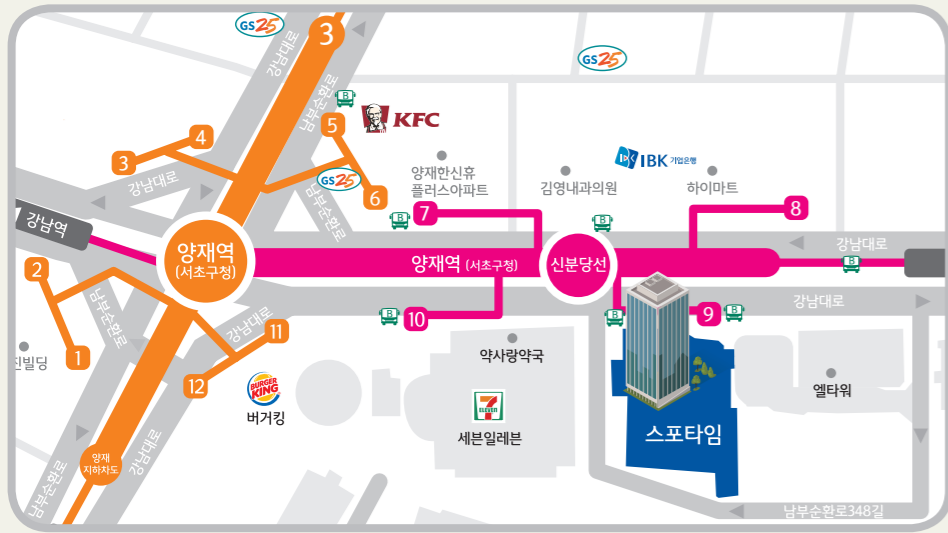 GS25
강남대로
3
남부순환로
GS25
B
KFC
5
4
3
강남대로
GS25
6
남부순환로
양재한신휴
플러스아파트
김영내과의원
IBK 기업은행
하이마트
B
7
B
8
강남역
양재역
(서초구청)
양재역 (서초구청)
신분당선
강남대로
B
강남대로
2
1
남부순환로
강남대로
11
12
B
10
B
9
B
진빌딩
버거킹
BURGER
KING
약사랑약국
7
ELEVEN
세븐일레븐
스포타임
엘타워
양재
지하차도
강남대로
남부순환로
남부순환로348길